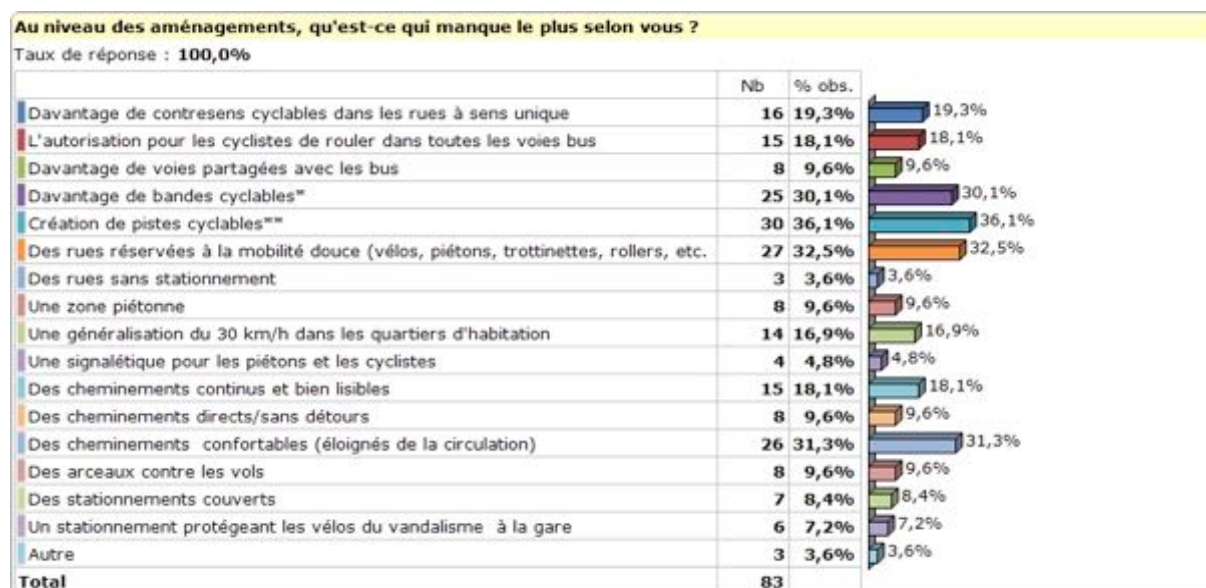 Au niveau des aménagements, qu'est-ce qui manque le plus selon vous ?
Taux de réponse : 100,0%
Nb % obs.
Davantage de contresens cyclables dans les rues à sens unique 16 19,3% 19,3%
L'autorisation pour les cyclistes de rouler dans toutes les voies bus 15 18,1% 18,1%
Davantage de voies partagées avec les bus 8 9,6% 9,6%
Davantage de bandes cyclables* 25 30,1% 30,1%
Création de pistes cyclables** 30 36,1% 36,1%
Des rues réservées à la mobilité douce (vélos, piétons, trottinettes, rollers, etc. 27 32,5% 32,5%
Des rues sans stationnement 3 3,6% 3,6%
Une zone piétonne 8 9,6% 9,6%
Une généralisation du 30 km/h dans les quartiers d'habitation 14 16,9% 16,9%
Une signalétique pour les piétons et les cyclistes 4 4,8% 4,8%
Des cheminements continus et bien lisibles 15 18,1% 18,1%
Des cheminements directs/sans détours 8 9,6% 9,6%
Des cheminements confortables (éloignés de la circulation) 26 31,3% 31,3%
Des arceaux contre les vols 8 9,6% 9,6%
Des stationnements couverts 7 8,4% 8,4%
Un stationnement protégeant les vélos du vandalisme à la gare 6 7,2% 7,2%
Autre 3 3,6% 3,6%
Total 83